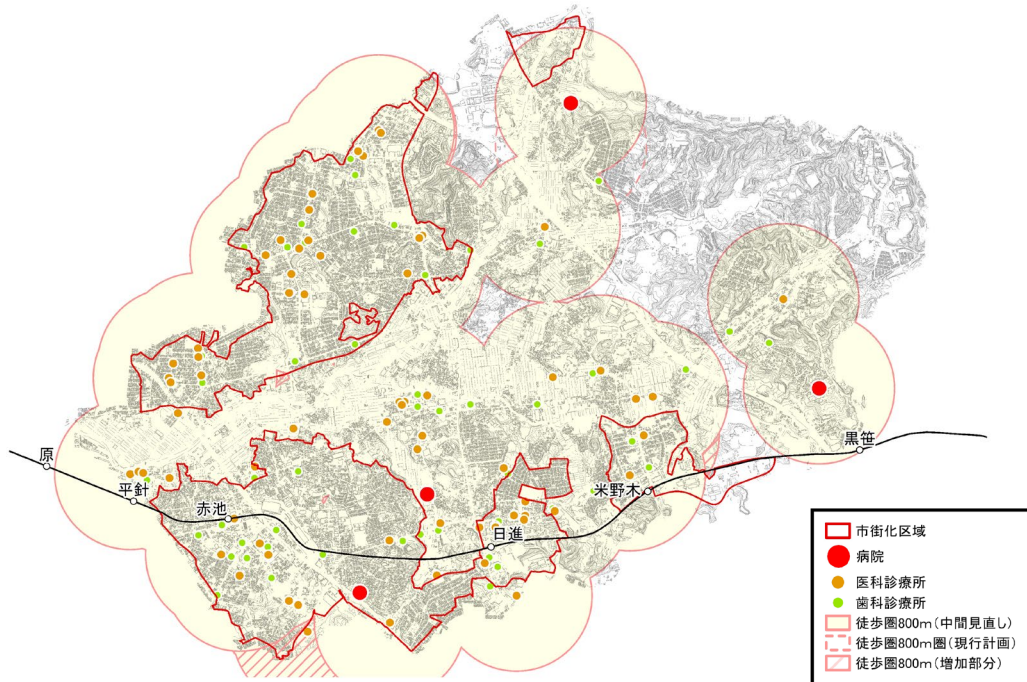 原
平針
赤池
日進
米野木
黒笹
市街化区域
病院
医科診療所
歯科診療所
徒歩圏800m(中間見直し)
徒歩圏800m圏(現行計画)
徒歩圏800m(増加部分)